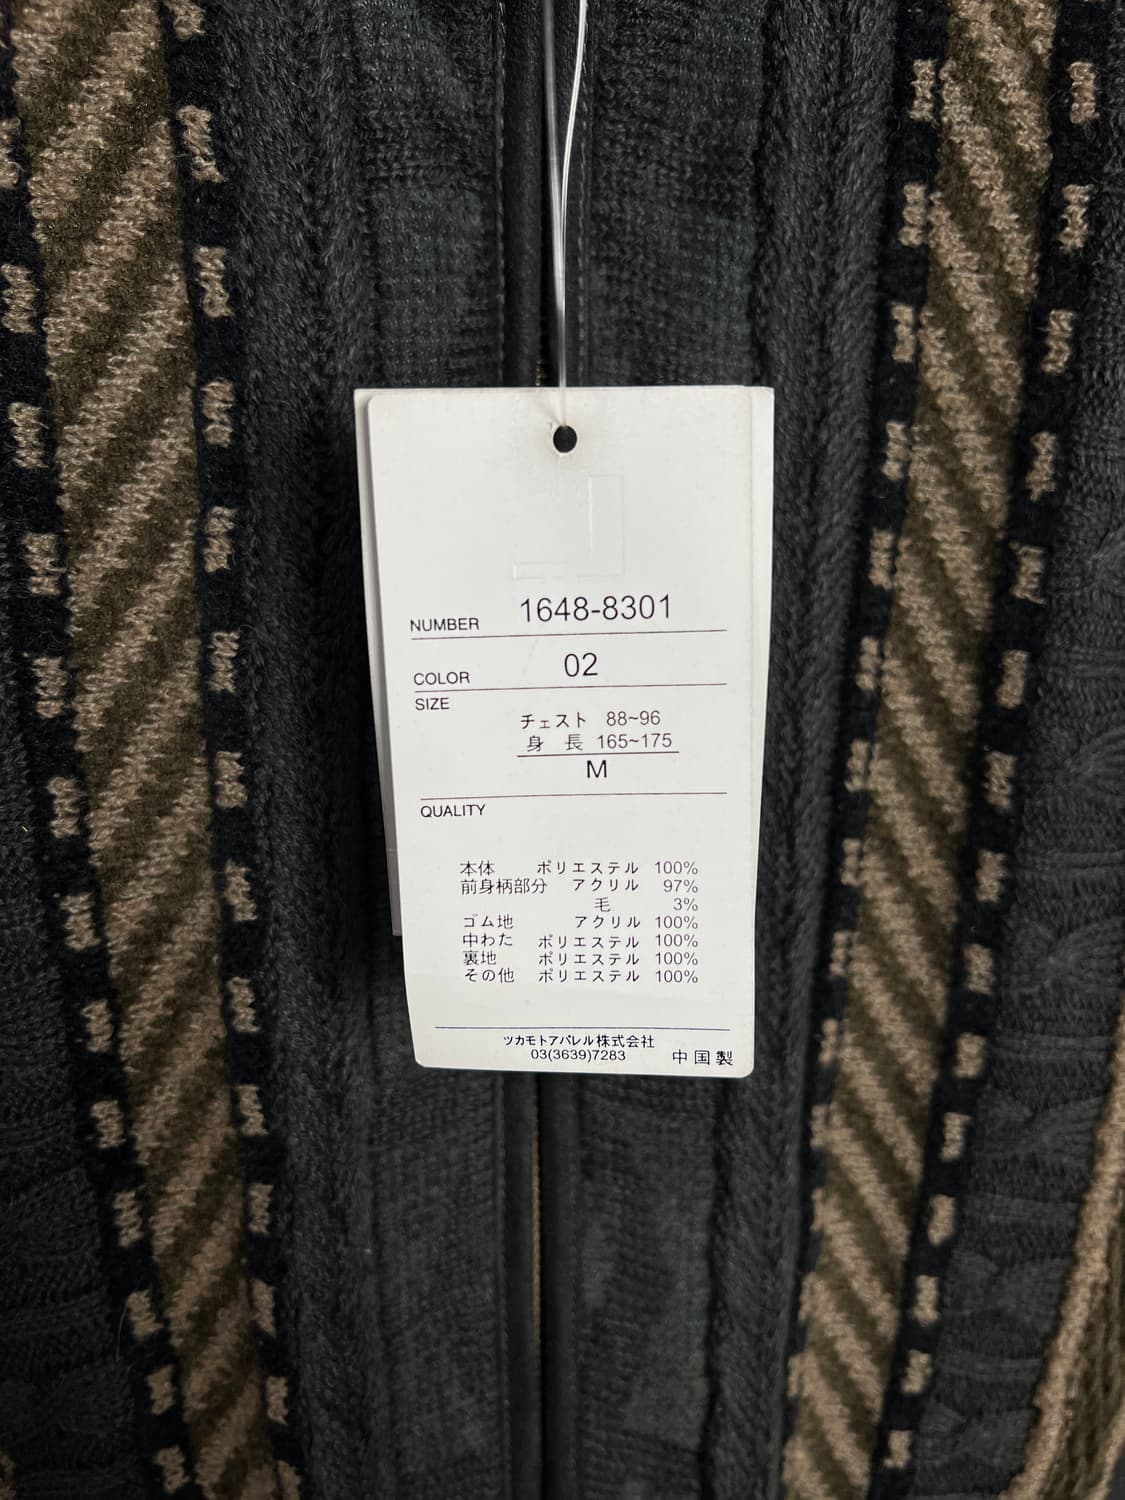 NUMBER 1648-8301
COLOR 02
SIZE
チェスト 88~96
身 長 165~175
M
QUALITY
本体 ポリエステル 100%
前身柄部分 アクリル 97%
毛 3%
ゴム地 アクリル 100%
中わた ポリエステル 100%
裏地 ポリエステル 100%
その他 ポリエステル 100%
ツカモトアパレル株式会社
03(3639)7283 中国製